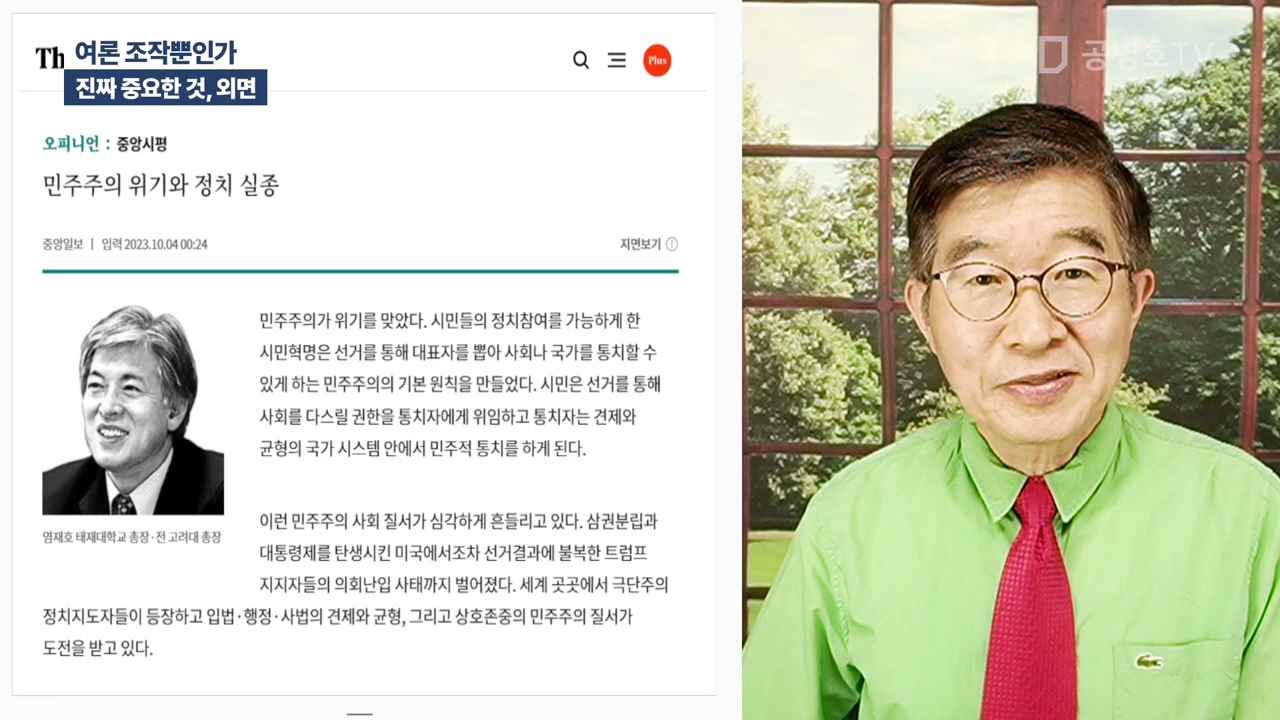 Th
여론 조작뿐인가
진짜 중요한 것, 외면
Plus
공병호TV
오피니언 : 중앙시평
민주주의 위기와 정치 실종
중앙일보 | 입력 2023.10.04 00:24
지면보기
민주주의가 위기를 맞았다. 시민들의 정치참여를 가능하게 한
시민혁명은 선거를 통해 대표자를 뽑아 사회나 국가를 통치할 수
있게 하는 민주주의의 기본 원칙을 만들었다. 시민은 선거를 통해
사회를 다스릴 권한을 통치자에게 위임하고 통치자는 견제와
균형의 국가 시스템 안에서 민주적 통치를 하게 된다.
염재호 태재대학교 총장·전 고려대 총장
이런 민주주의 사회 질서가 심각하게 흔들리고 있다. 삼권분립과
대통령제를 탄생시킨 미국에서조차 선거결과에 불복한 트럼프
지지자들의 의회난입 사태까지 벌어졌다. 세계 곳곳에서 극단주의
정치지도자들이 등장하고 입법·행정·사법의 견제와 균형, 그리고 상호존중의 민주주의 질서가
도전을 받고 있다.